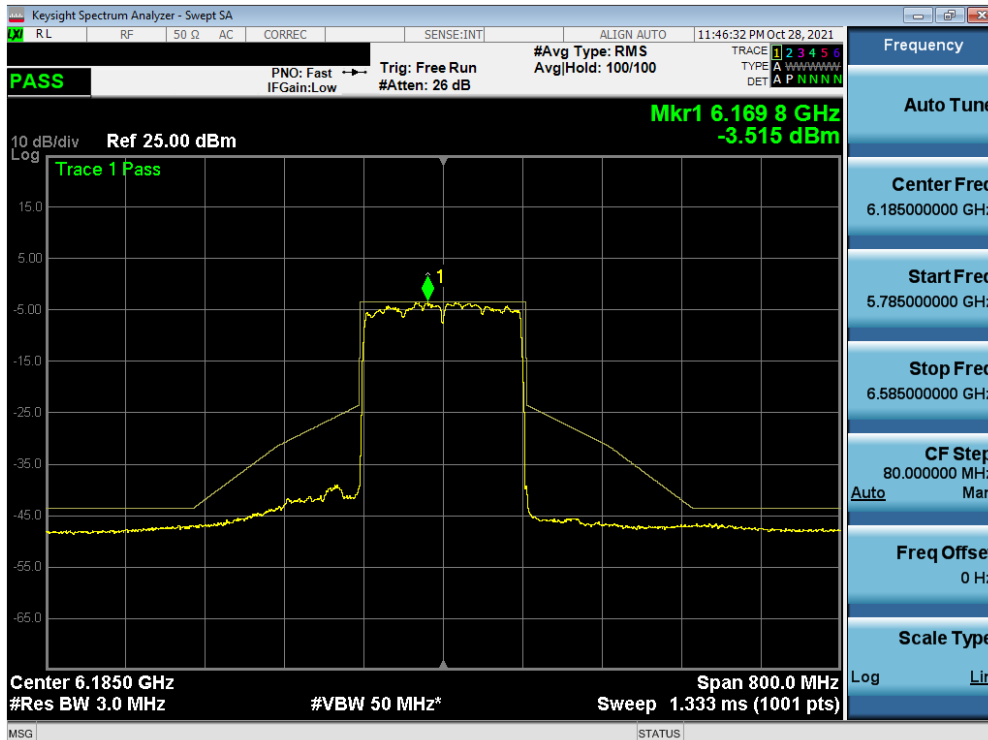 Keysight Spectrum Analyzer - Swept SA
LXI RL RF 50 Ω AC CORREC SENSE:INT ALIGN AUTO 11:46:32 PM Oct 28, 2021
PASS
PNO: Fast
IFGain:Low
Trig: Free Run
#Atten: 26 dB
#Avg Type: RMS
Avg|Hold: 100/100
TRACE 1 2 3 4 5 6
TYPE A WWWWW
DET A P N N N N
Mkr1 6.169 8 GHz
-3.515 dBm
10 dB/div Ref 25.00 dBm
Log
Trace 1 Pass
15.0
5.00
1
-5.00
-15.0
-25.0
-35.0
-45.0
-55.0
-65.0
Center 6.1850 GHz Span 800.0 MHz
#Res BW 3.0 MHz #VBW 50 MHz* Sweep 1.333 ms (1001 pts)
MSG STATUS
Frequency
Auto Tune
Center Freq
6.185000000 GHz
Start Freq
5.785000000 GHz
Stop Freq
6.585000000 GHz
CF Step
80.000000 MHz
Auto Man
Freq Offset
0 Hz
Scale Type
Log Lin